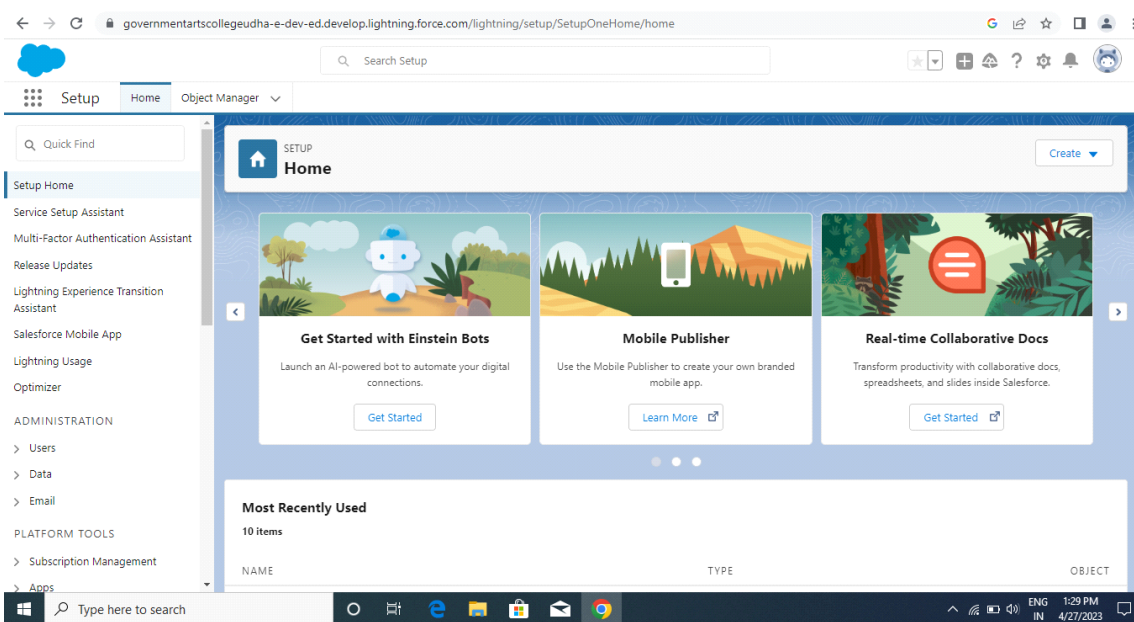 governmentartscollegeudha-e-dev-ed.develop.lightning.force.com/lightning/setup/SetupOneHome/home
Search Setup
Setup
Home
Object Manager
Quick Find
Setup Home
Service Setup Assistant
Multi-Factor Authentication Assistant
Release Updates
Lightning Experience Transition
Assistant
Salesforce Mobile App
Lightning Usage
Optimizer
ADMINISTRATION
Users
Data
Email
PLATFORM TOOLS
Subscription Management
Apps
SETUP
Home
Create
Get Started with Einstein Bots
Launch an AI-powered bot to automate your digital
connections.
Get Started
Mobile Publisher
Use the Mobile Publisher to create your own branded
mobile app.
Learn More
Real-time Collaborative Docs
Transform productivity with collaborative docs,
spreadsheets, and slides inside Salesforce.
Get Started
Most Recently Used
10 items
NAME
TYPE
OBJECT
Type here to search
ENG
IN
1:29 PM
4/27/2023